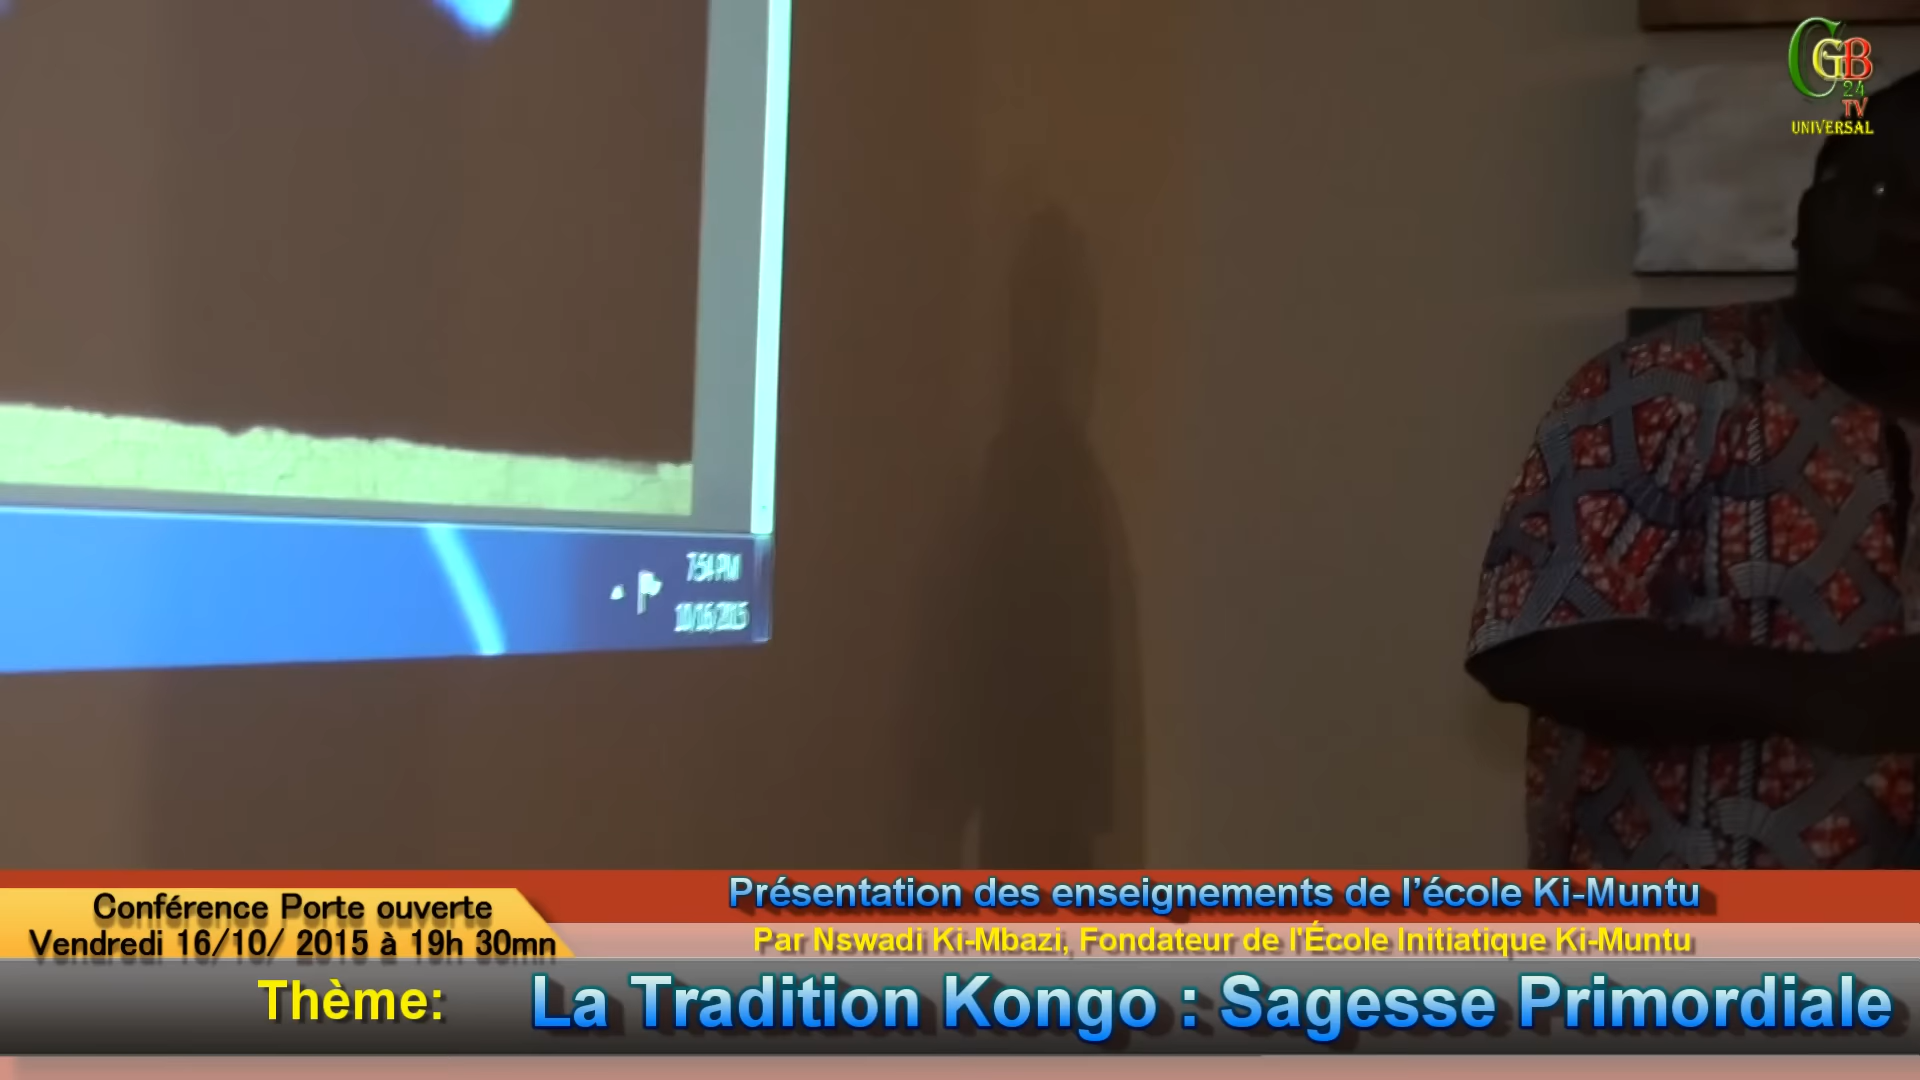 CGB
24
TV
UNIVERSAL
7:54 PM
10/16/2015
Conférence Porte ouverte
Vendredi 16/10/ 2015 à 19h 30mn
Présentation des enseignements de l'école Ki-Muntu
Par Nswadi Ki-Mbazi, Fondateur de l'École Initiatique Ki-Muntu
Thème:
La Tradition Kongo : Sagesse Primordiale